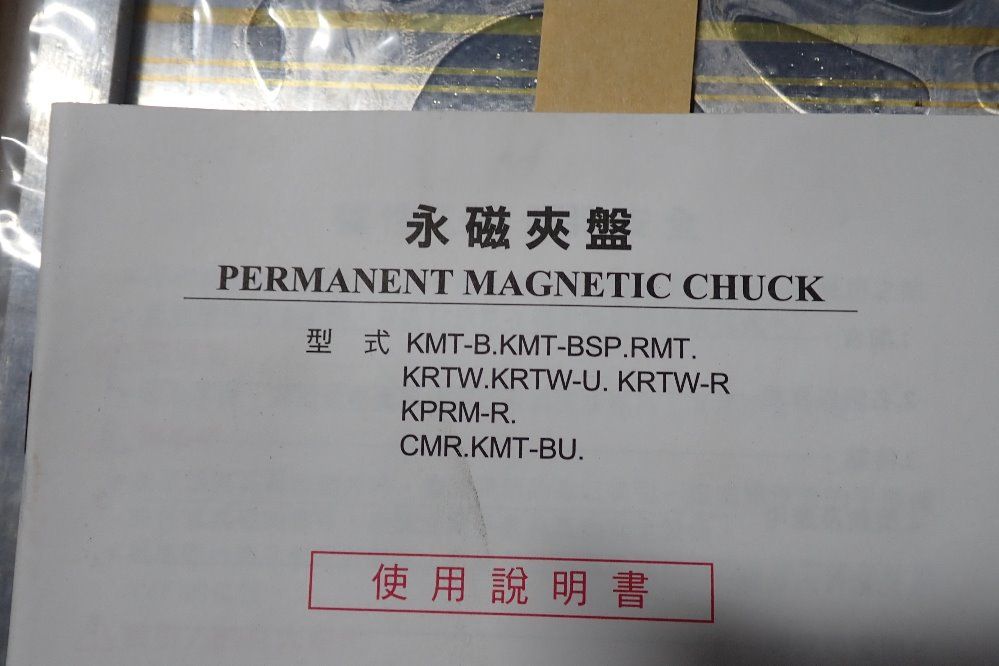 永磁夾盤
PERMANENT MAGNETIC CHUCK
型 式 KMT-B.KMT-BSP.RMT.
KRTW.KRTW-U. KRTW-R
KPRM-R.
CMR.KMT-BU.
使用說明書